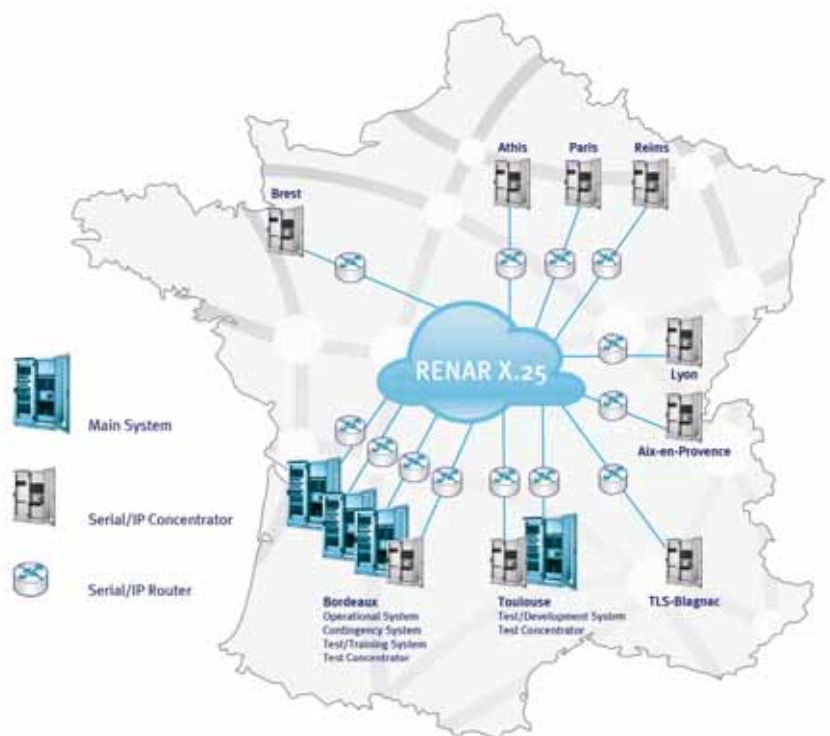 Athis
Paris
Reims
Brest
RENAR X.25
Lyon
Main System
Aix-en-Provence
Serial/IP Concentrator
Serial/IP Router
Bordeaux
Operational System
Contingency System
Test/Training System
Test Concentrator
Toulouse
Test/Development System
Test Concentrator
TLS-Blagnac